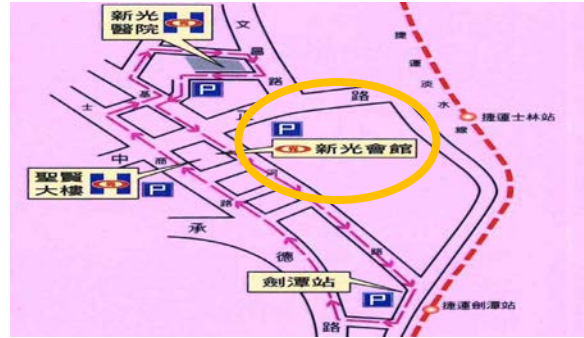 新光
醫院
文昌路
P
中正路
捷運淡水線
捷運士林站
P
新光會館
基河路
士商路
聖賢
大樓
P
承德路
劍潭站
P
捷運劍潭站